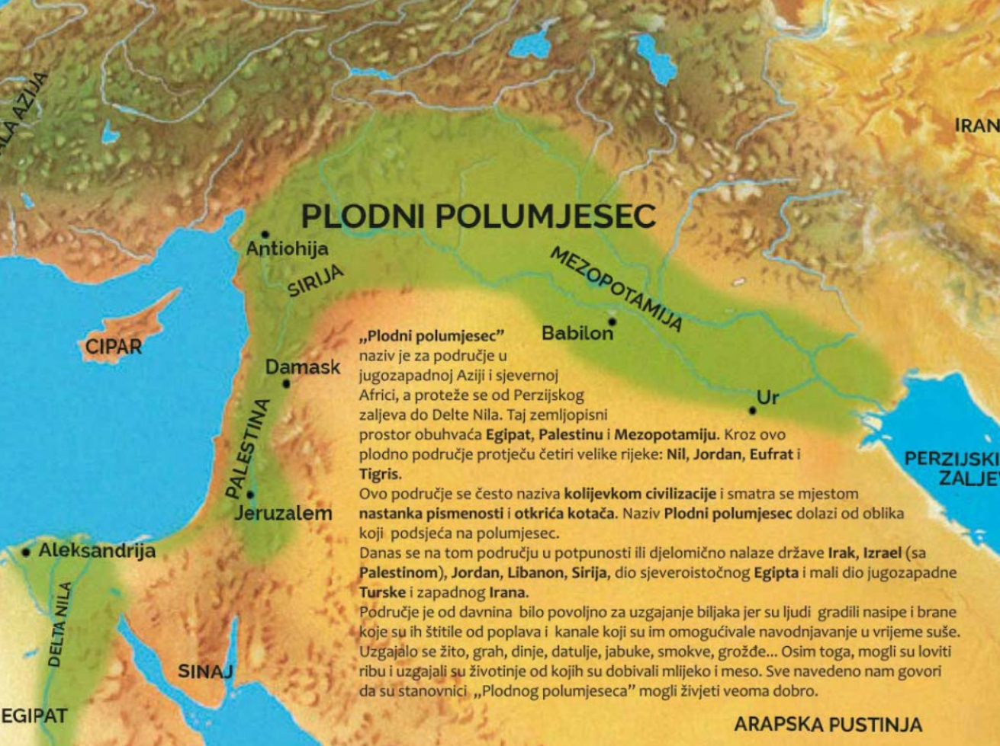 ALA AZIJA
IRAN
PLODNI POLUMJESEC
Antiohija
SIRIJA
MEZOPOTAMIJA
CIPAR
Babilon
Damask
Ur
PALESTINA
PERZIJSKI
ZALJE
Jeruzalem
Aleksandrija
DELTA NILA
SINAJ
EGIPAT
ARAPSKA PUSTINJA
„Plodni polumjesec”
naziv je za područje u
jugozapadnoj Aziji i sjevernoj
Africi, a proteže se od Perzijskog
zaljeva do Delte Nila. Taj zemljopisni
prostor obuhvaća Egipat, Palestinu i Mezopotamiju. Kroz ovo
plodno područje protječu četiri velike rijeke: Nil, Jordan, Eufrat i
Tigris.
Ovo područje se često naziva kolijevkom civilizacije i smatra se mjestom
nastanka pismenosti i otkrića kotača. Naziv Plodni polumjesec dolazi od oblika
koji podsjeća na polumjesec.
Danas se na tom području u potpunosti ili djelomično nalaze države Irak, Izrael (sa
Palestinom), Jordan, Libanon, Sirija, dio sjeveroistočnog Egipta i mali dio jugozapadne
Turske i zapadnog Irana.
Područje je od davnina bilo povoljno za uzgajanje biljaka jer su ljudi gradili nasipe i brane
koje su ih štitile od poplava i kanale koji su im omogućivale navodnjavanje u vrijeme suše.
Uzgajalo se žito, grah, dinje, datulje, jabuke, smokve, grožđe... Osim toga, mogli su loviti
ribu i uzgajali su životinje od kojih su dobivali mlijeko i meso. Sve navedeno nam govori
da su stanovnici „Plodnog polumjeseca” mogli živjeti veoma dobro.